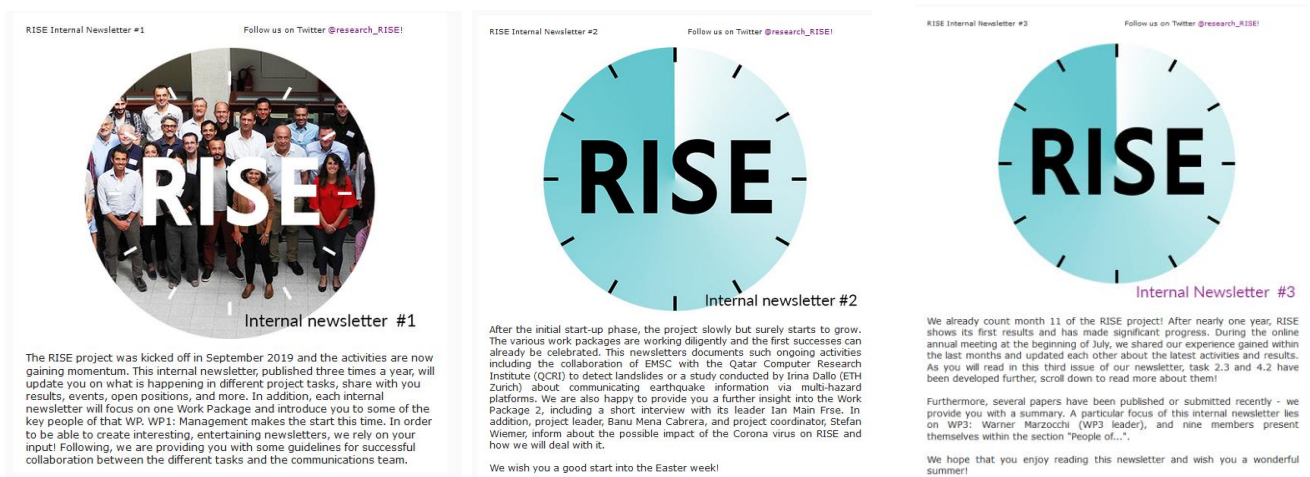 RISE Internal Newsletter #1
Follow us on Twitter @research_RISE!
RISE
Internal newsletter #1
The RISE project was kicked off in September 2019 and the activities are now
gaining momentum. This internal newsletter, published three times a year, will
update you on what is happening in different project tasks, share with you
results, events, open positions, and more. In addition, each internal
newsletter will focus on one Work Package and introduce you to some of the
key people of that WP. WP1: Management makes the start this time. In order
to be able to create interesting, entertaining newsletters, we rely on your
input! Following, we are providing you with some guidelines for successful
collaboration between the different tasks and the communications team.
RISE Internal Newsletter #2
Follow us on Twitter @research_RISE!
RISE
Internal newsletter #2
After the initial start-up phase, the project slowly but surely starts to grow.
The various work packages are working diligently and the first successes can
already be celebrated. This newsletters documents such ongoing activities
including the collaboration of EMSC with the Qatar Computer Research
Institute (QCRI) to detect landslides or a study conducted by Irina Dallo (ETH
Zurich) about communicating earthquake information via multi-hazard
platforms. We are also happy to provide you a further insight into the Work
Package 2, including a short interview with its leader Ian Main Frse. In
addition, project leader, Banu Mena Cabrera, and project coordinator, Stefan
Wiemer, inform about the possible impact of the Corona virus on RISE and
how we will deal with it.
We wish you a good start into the Easter week!
RISE Internal Newsletter #3
Follow us on Twitter @research_RISE!
RISE
Internal Newsletter #3
We already count month 11 of the RISE project! After nearly one year, RISE
shows its first results and has made significant progress. During the online
annual meeting at the beginning of July, we shared our experience gained within
the last months and updated each other about the latest activities and results.
As you will read in this third issue of our newsletter, task 2.3 and 4.2 have
been developed further, scroll down to read more about them!
Furthermore, several papers have been published or submitted recently - we
provide you with a summary. A particular focus of this internal newsletter lies
on WP3: Warner Marzocchi (WP3 leader), and nine members present
themselves within the section "People of...".
We hope that you enjoy reading this newsletter and wish you a wonderful
summer!